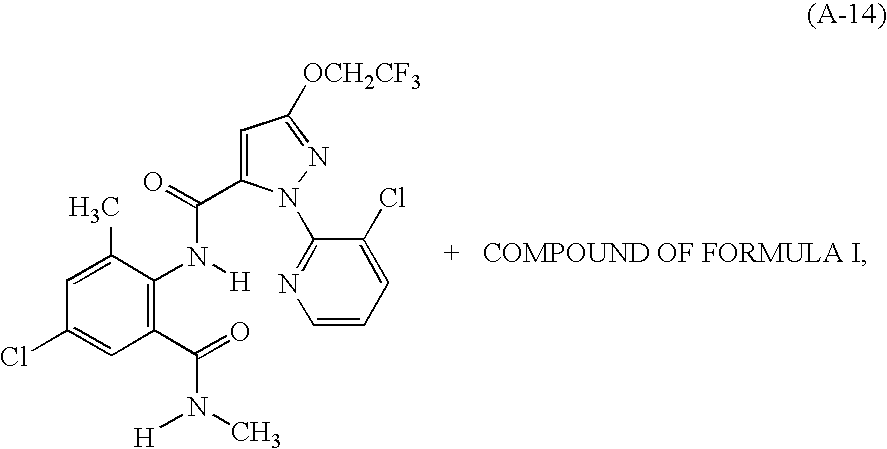 (A-14)
OCH₂CF₃
N
O
N
Cl
H₃C
N
H
N
+ COMPOUND OF FORMULA I,
O
Cl
N
H
CH₃